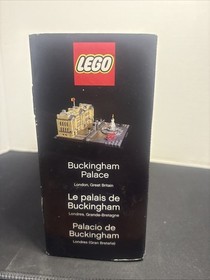 LEGO
Buckingham
Palace
London, Great Britain
Le palais de
Buckingham
Londres, Grande-Bretagne
Palacio de
Buckingham
Londres (Gran Bretaña)